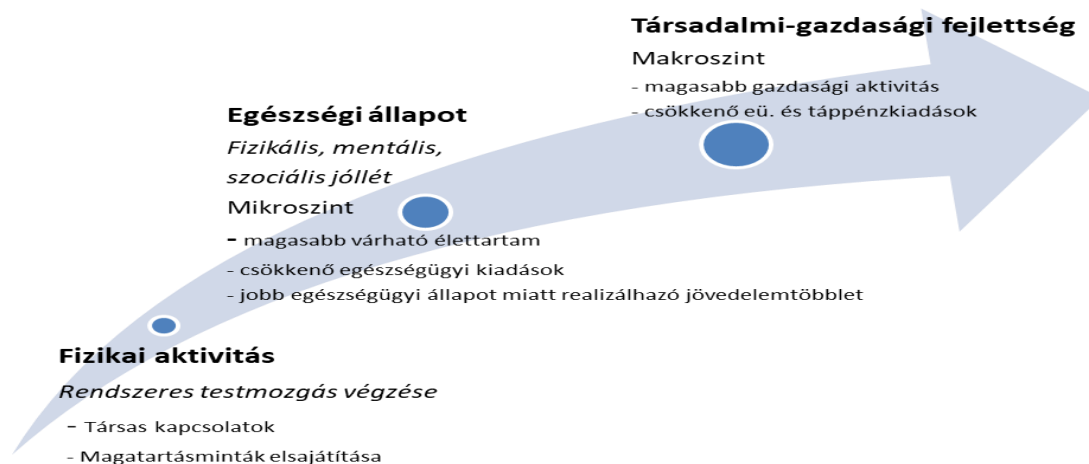 Társadalmi-gazdasági fejlettség
Makroszint
- magasabb gazdasági aktivitás
- csökkenő eü. és táppénzkiadások
Egészségi állapot
Fizikális, mentális,
szociális jóllét
Mikroszint
- magasabb várható élettartam
- csökkenő egészségügyi kiadások
- jobb egészségügyi állapot miatt realizálhazó jövedelemtöbblet
Fizikai aktivitás
Rendszeres testmozgás végzése
- Társas kapcsolatok
- Magatartásminták elsajátítása